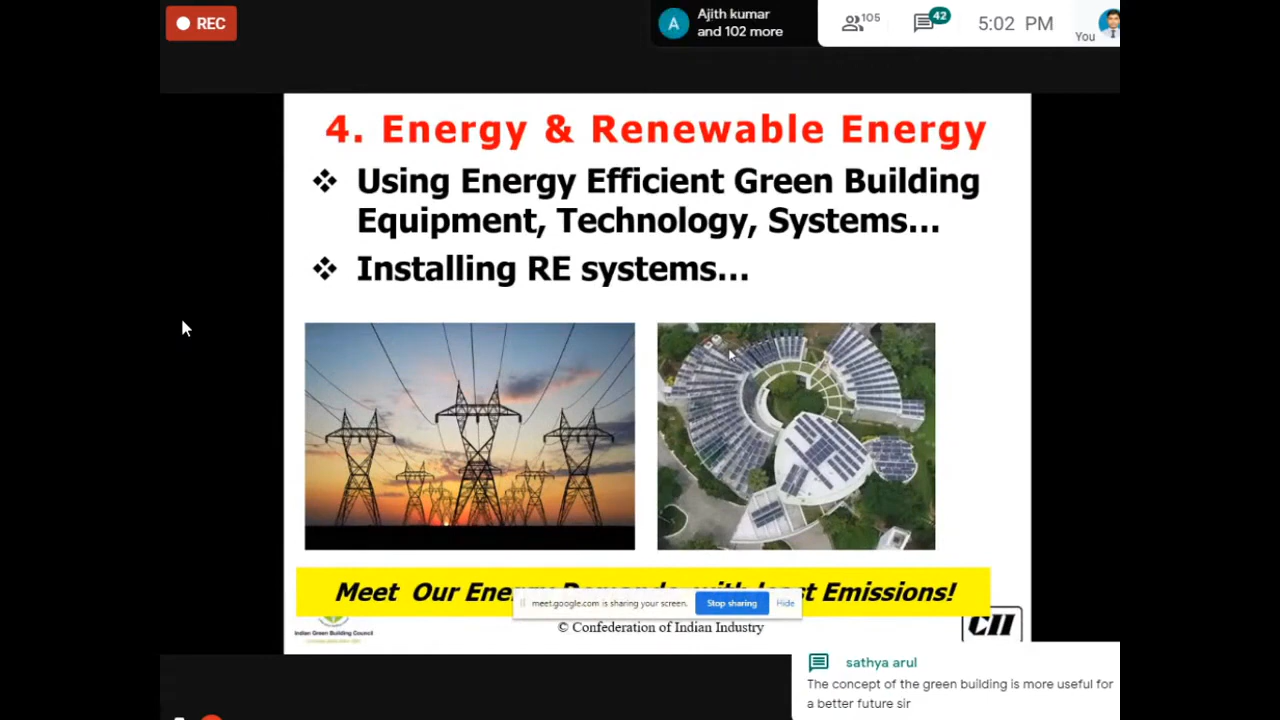 REC
Ajith kumar
and 102 more
A
105
42
5:02 PM
You
4. Energy & Renewable Energy
Using Energy Efficient Green Building
Equipment, Technology, Systems...
Installing RE systems...
Meet Our Energy Demands with least Emissions!
meet.google.com is sharing your screen.
Stop sharing
Hide
Indian Green Building Council
© Confederation of Indian Industry
CII
sathya arul
The concept of the green building is more useful for
a better future sir